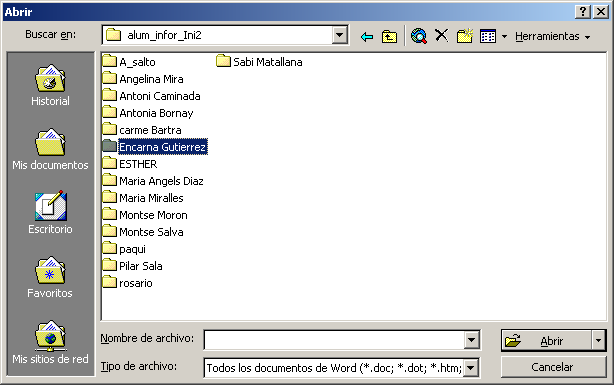 Abrir
Buscar en: alum_infor_Ini2 Herramientas
Historial
Mis documentos
Escritorio
Favoritos
Mis sitios de red
A_salto
Angelina Mira
Antoni Caminada
Antonia Bornay
carme Bartra
Encarna Gutierrez
ESTHER
Maria Angels Diaz
Maria Miralles
Montse Moron
Montse Salva
paqui
Pilar Sala
rosario
Sabi Matallana
Nombre de archivo: Abrir
Tipo de archivo: Todos los documentos de Word (*.doc; *.dot; *.htm; Cancelar